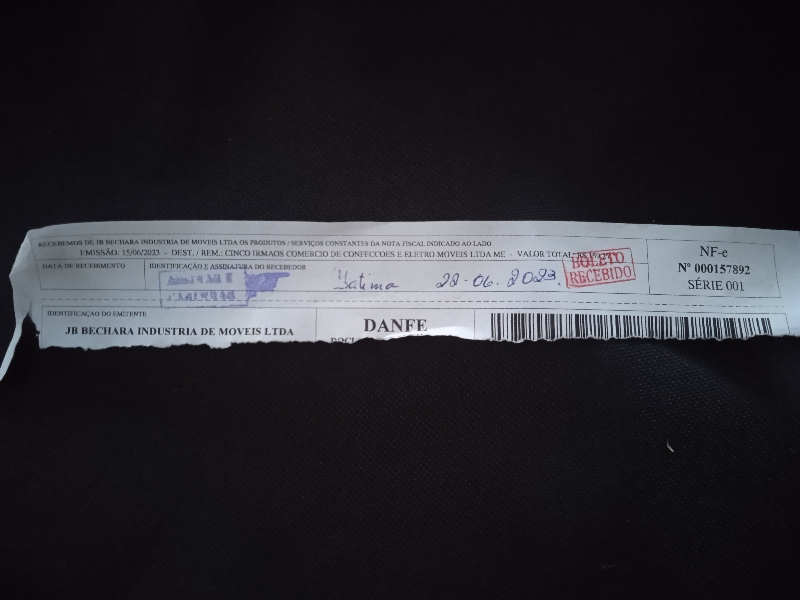 RECEBEMOS DE JB BECHARA INDUSTRIA DE MOVEIS LTDA OS PRODUTOS / SERVIÇOS CONSTANTES DA NOTA FISCAL INDICADO AO LADO
EMISSÃO: 15/06/2023 - DEST. / REM.: CINCO IRMAOS COMERCIO DE CONFECCOES E ELETRO MOVEIS LTDA ME - VALOR TOTAL: R$
NF-e
Nº 000157892
SÉRIE 001
DATA DE RECEBIMENTO
IDENTIFICAÇÃO E ASSINATURA DO RECEBEDOR
22-06.2023.
BOLETO
RECEBIDO
IDENTIFICAÇÃO DO EMITENTE
JB BECHARA INDUSTRIA DE MOVEIS LTDA
DANFE